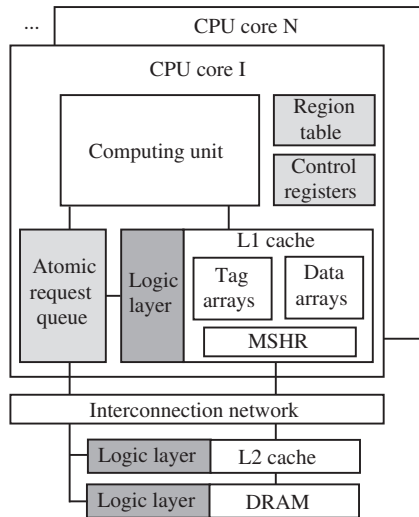 ...
CPU core N
CPU core I
Computing unit
Region
table
Control
registers
Atomic
request
queue
Logic
layer
L1 cache
Tag
arrays
Data
arrays
MSHR
Interconnection network
Logic layer
L2 cache
Logic layer
DRAM